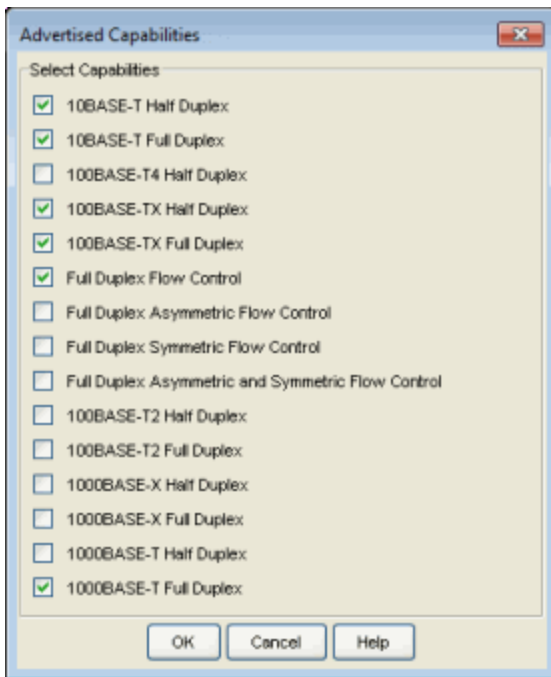 Advertised Capabilities
Select Capabilities
10BASE-T Half Duplex
10BASE-T Full Duplex
100BASE-T4 Half Duplex
100BASE-TX Half Duplex
100BASE-TX Full Duplex
Full Duplex Flow Control
Full Duplex Asymmetric Flow Control
Full Duplex Symmetric Flow Control
Full Duplex Asymmetric and Symmetric Flow Control
100BASE-T2 Half Duplex
100BASE-T2 Full Duplex
1000BASE-X Half Duplex
1000BASE-X Full Duplex
1000BASE-T Half Duplex
1000BASE-T Full Duplex
OK Cancel Help